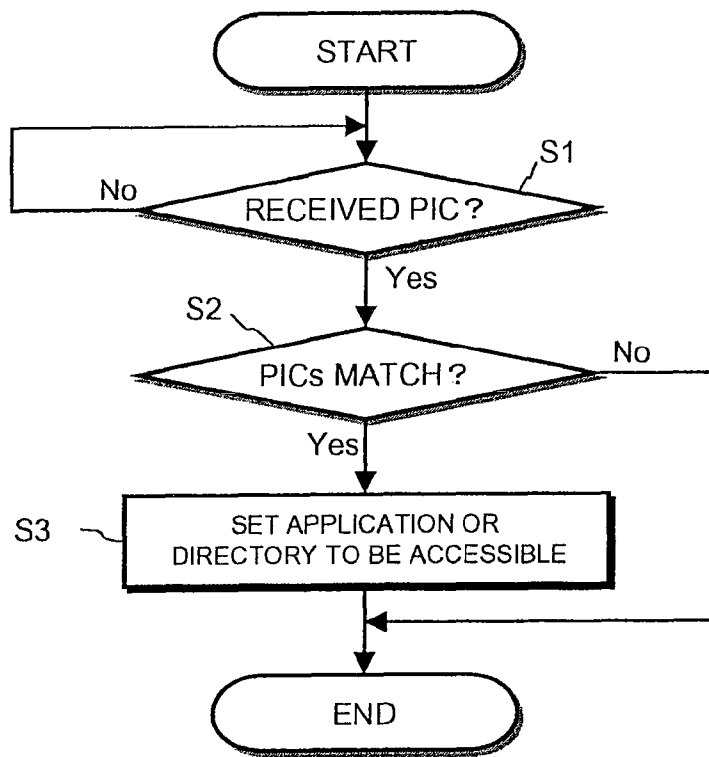 START
S1
No
RECEIVED PIC?
Yes
S2
No
PICs MATCH?
Yes
S3
SET APPLICATION OR
DIRECTORY TO BE ACCESSIBLE
END